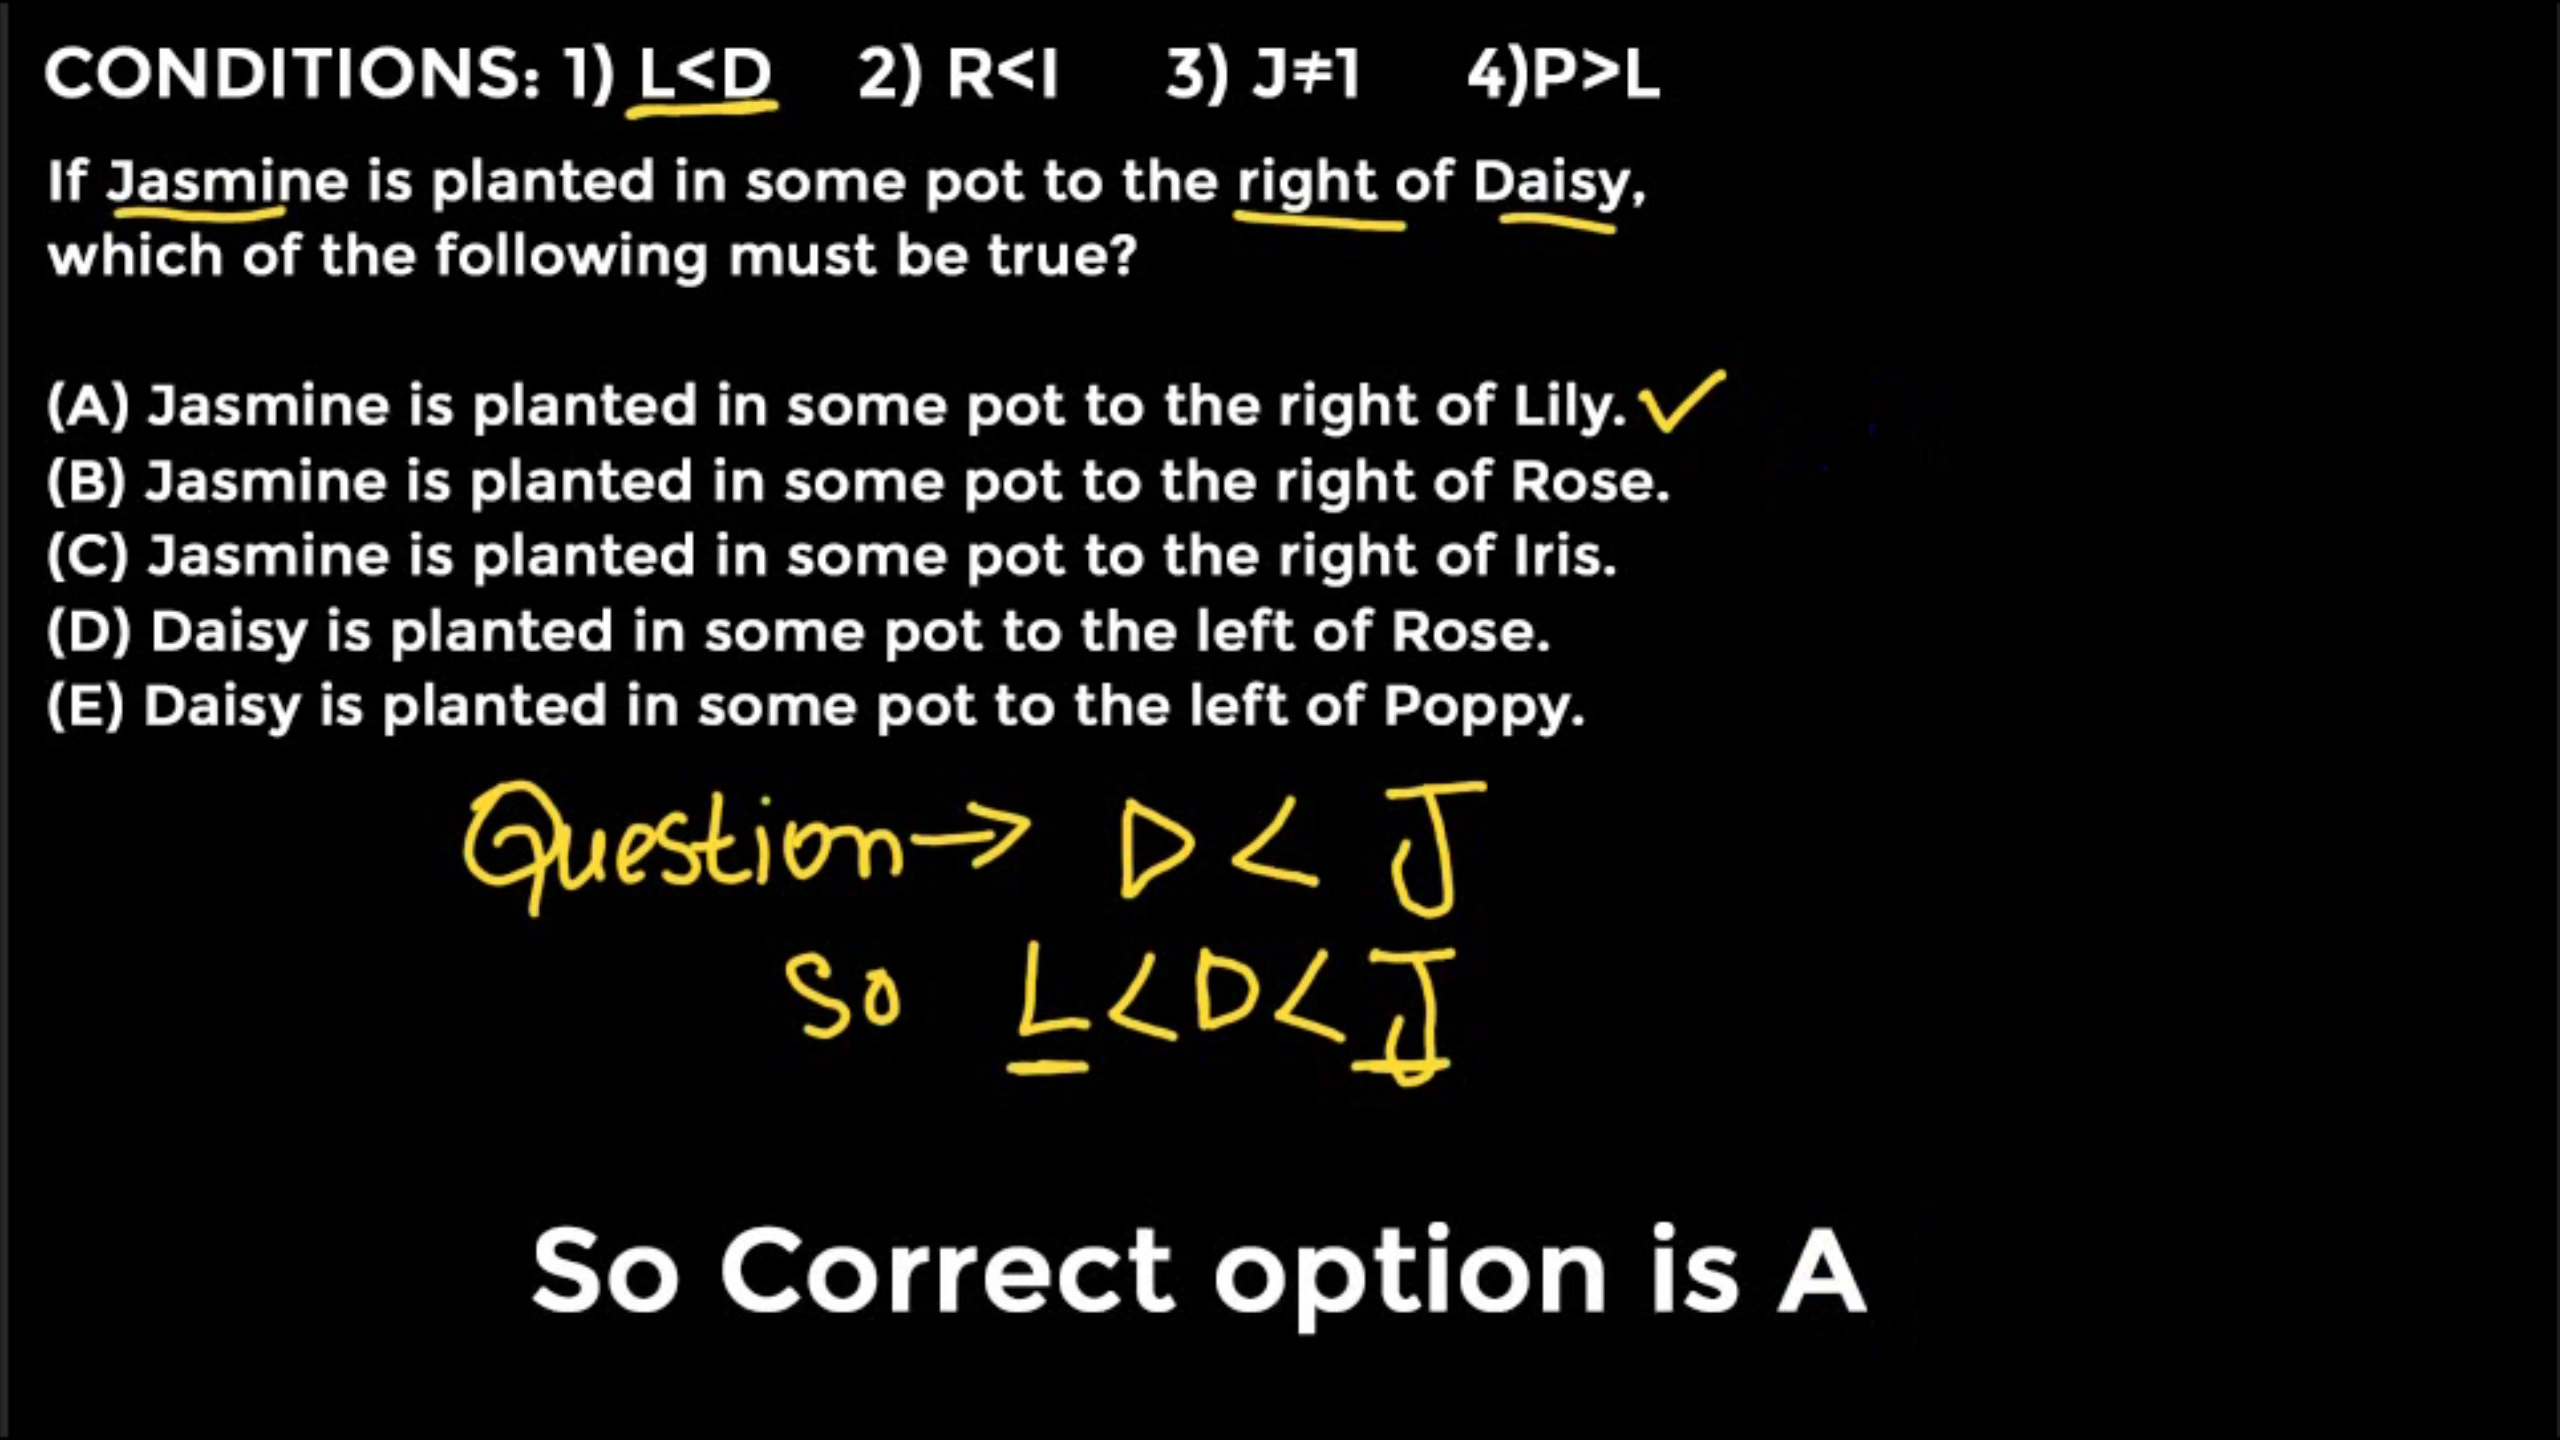 CONDITIONS: 1) L<D 2) R<I 3) J≠1 4)P>L
If Jasmine is planted in some pot to the right of Daisy,
which of the following must be true?
(A) Jasmine is planted in some pot to the right of Lily. ✓
(B) Jasmine is planted in some pot to the right of Rose.
(C) Jasmine is planted in some pot to the right of Iris.
(D) Daisy is planted in some pot to the left of Rose.
(E) Daisy is planted in some pot to the left of Poppy.
Question → D < J
So L < D < J
So Correct option is A